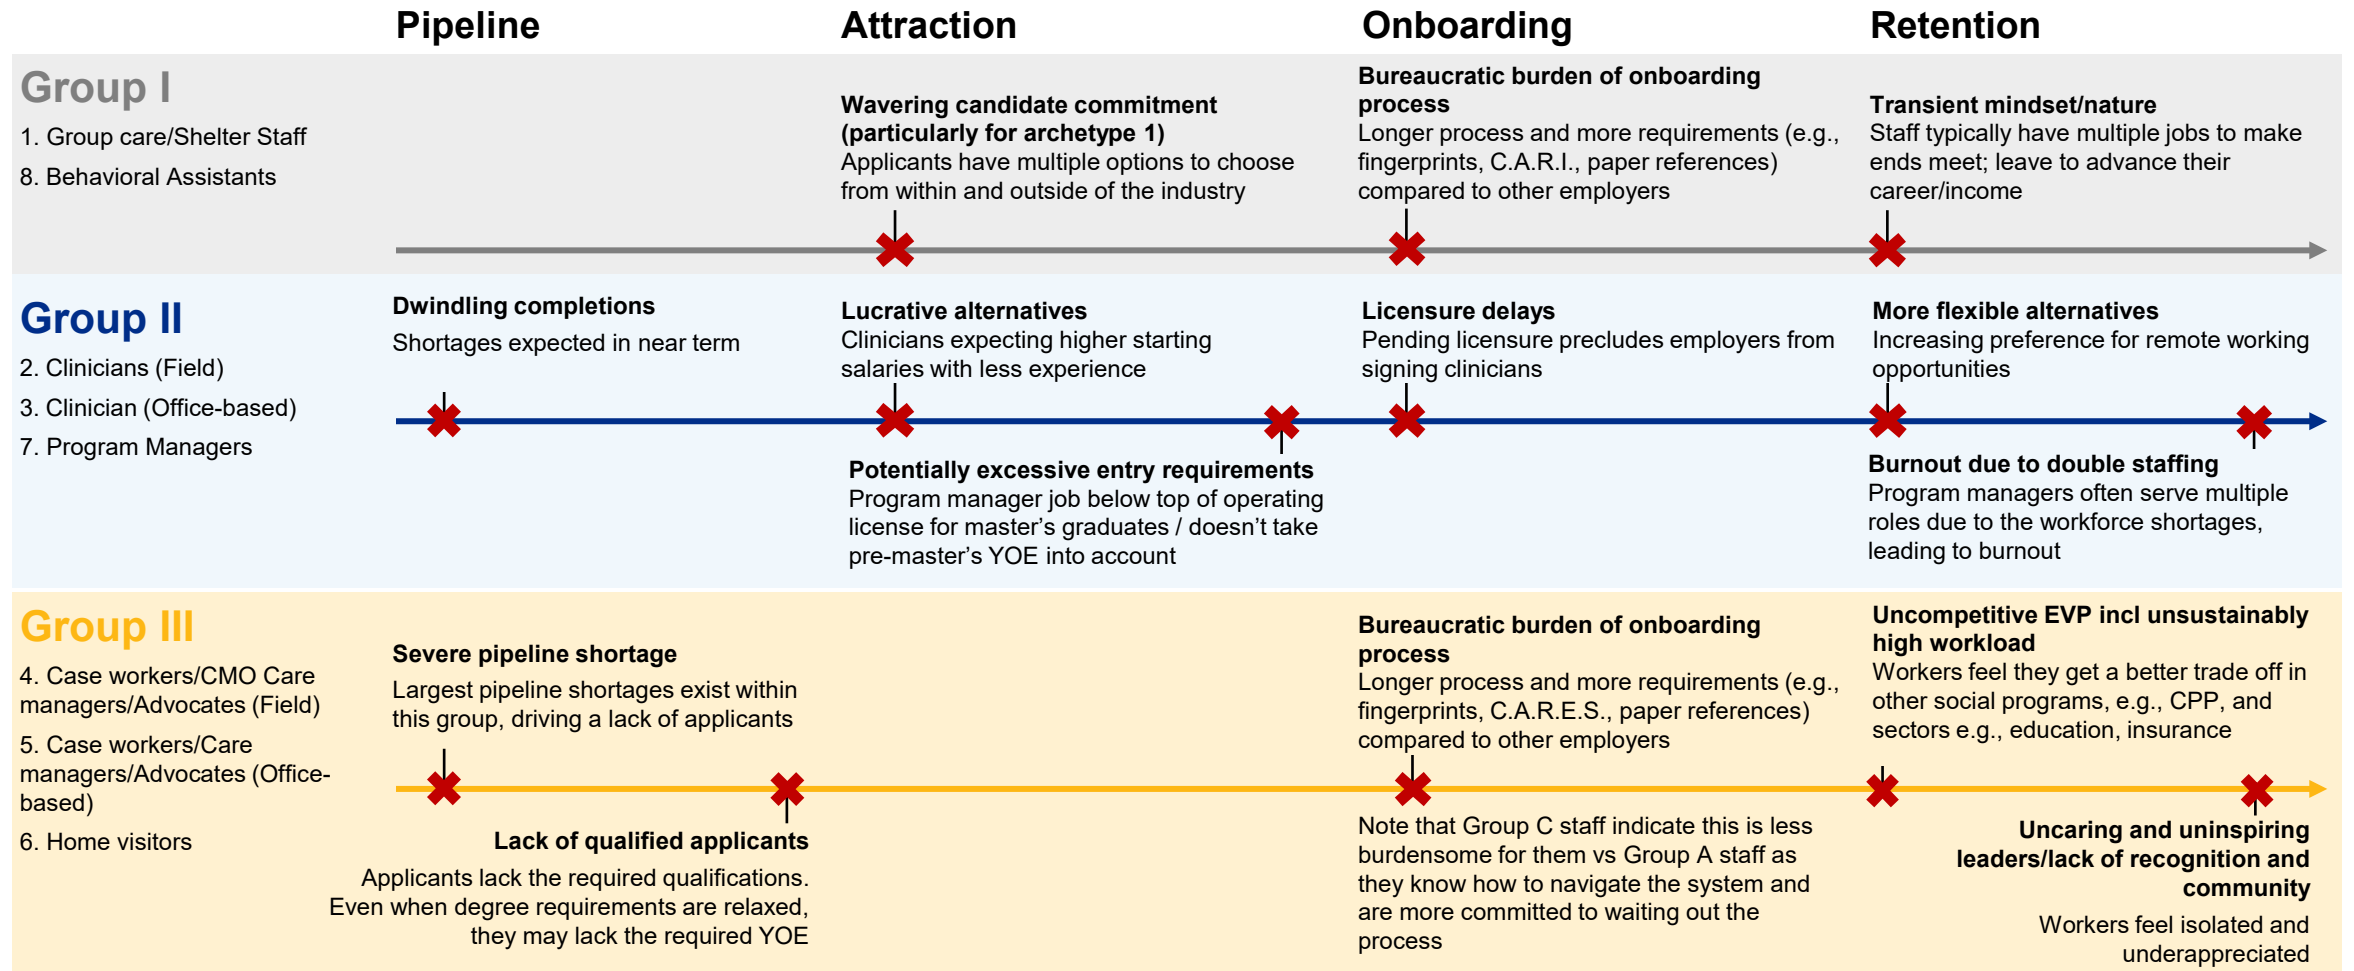 Pipeline
Attraction
Onboarding
Retention
Group I
1. Group care/Shelter Staff
8. Behavioral Assistants
Wavering candidate commitment
(particularly for archetype 1)
Applicants have multiple options to choose
from within and outside of the industry
Bureaucratic burden of onboarding
process
Longer process and more requirements (e.g.,
fingerprints, C.A.R.I., paper references)
compared to other employers
Transient mindset/nature
Staff typically have multiple jobs to make
ends meet; leave to advance their
career/income
Group II
2. Clinicians (Field)
3. Clinician (Office-based)
7. Program Managers
Dwindling completions
Shortages expected in near term
Lucrative alternatives
Clinicians expecting higher starting
salaries with less experience
Potentially excessive entry requirements
Program manager job below top of operating
license for master’s graduates / doesn’t take
pre-master’s YOE into account
Licensure delays
Pending licensure precludes employers from
signing clinicians
More flexible alternatives
Increasing preference for remote working
opportunities
Burnout due to double staffing
Program managers often serve multiple
roles due to the workforce shortages,
leading to burnout
Group III
4. Case workers/CMO Care
managers/Advocates (Field)
5. Case workers/Care
managers/Advocates (Office-
based)
6. Home visitors
Severe pipeline shortage
Largest pipeline shortages exist within
this group, driving a lack of applicants
Lack of qualified applicants
Applicants lack the required qualifications.
Even when degree requirements are relaxed,
they may lack the required YOE
Bureaucratic burden of onboarding
process
Longer process and more requirements (e.g.,
fingerprints, C.A.R.E.S., paper references)
compared to other employers
Note that Group C staff indicate this is less
burdensome for them vs Group A staff as
they know how to navigate the system and
are more committed to waiting out the
process
Uncompetitive EVP incl unsustainably
high workload
Workers feel they get a better trade off in
other social programs, e.g., CPP, and
sectors e.g., education, insurance
Uncaring and uninspiring
leaders/lack of recognition and
community
Workers feel isolated and
underappreciated